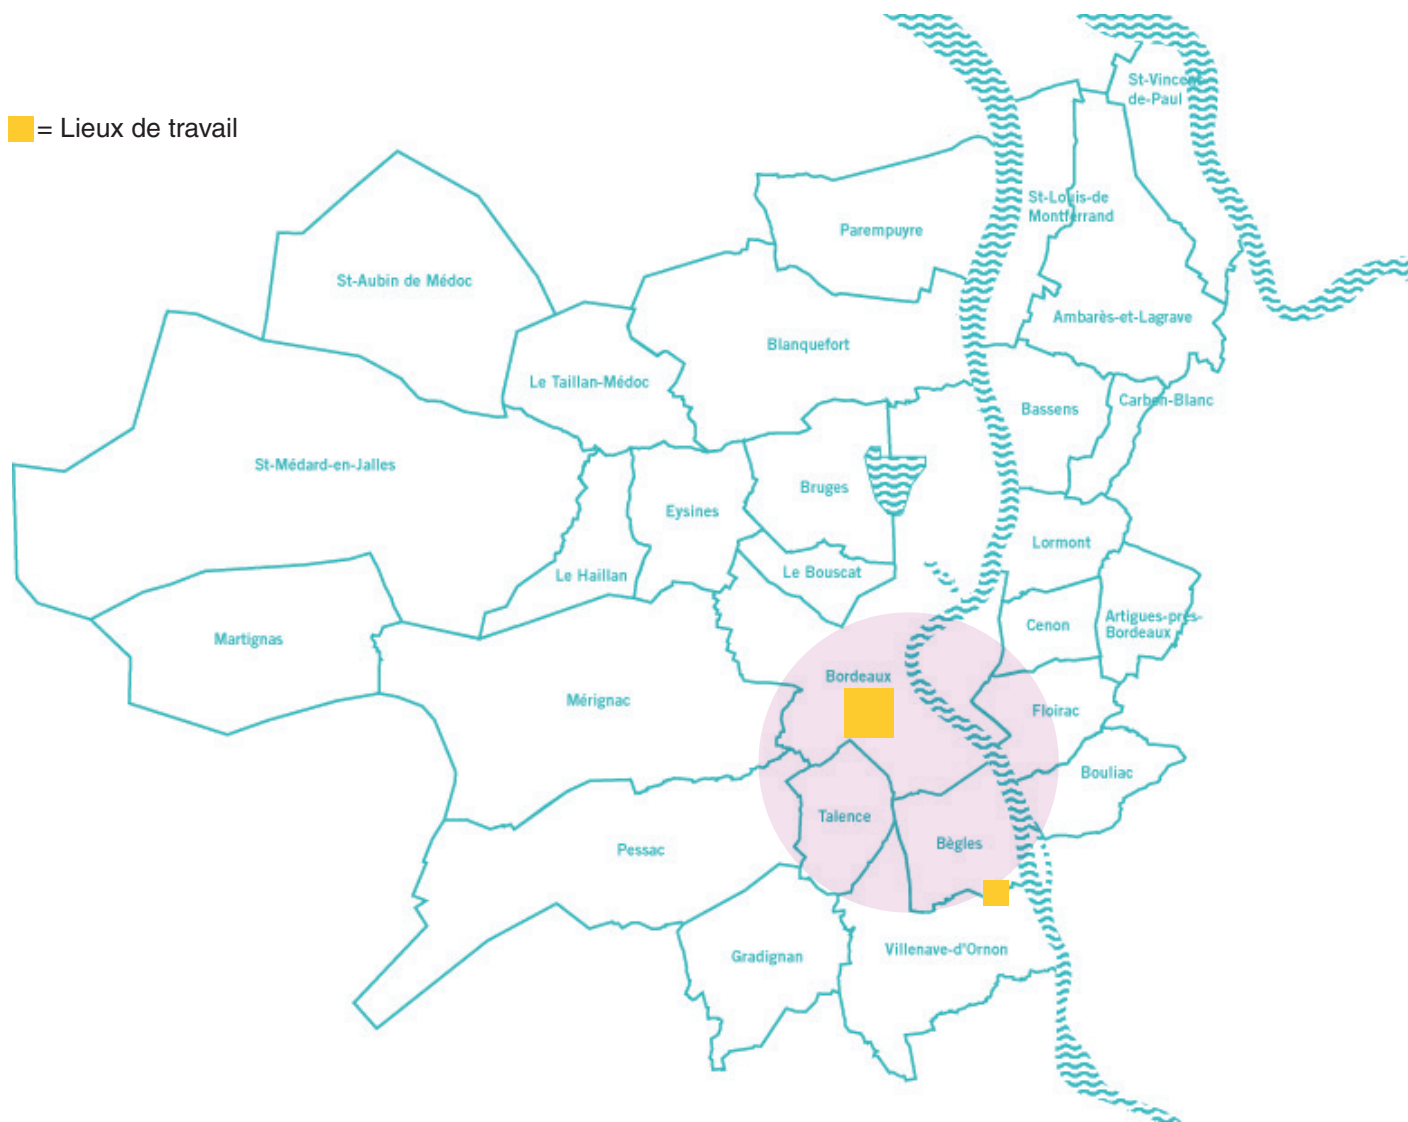 = Lieux de travail
St-Vincent-
de-Paul
St-Louis-de
Montferrand
Parempuyre
St-Aubin de Médoc
Ambarès-et-Lagrave
Blanquefort
Le Taillan-Médoc
Carbon-Blanc
Bassens
St-Médard-en-Jalles
Bruges
Eysines
Lormont
Le Bouscat
Le Haillan
Artigues-près-
Bordeaux
Cenon
Martignas
Bordeaux
Mérignac
Floirac
Bouliac
Talence
Bègles
Pessac
Villenave-d'Ornon
Gradignan